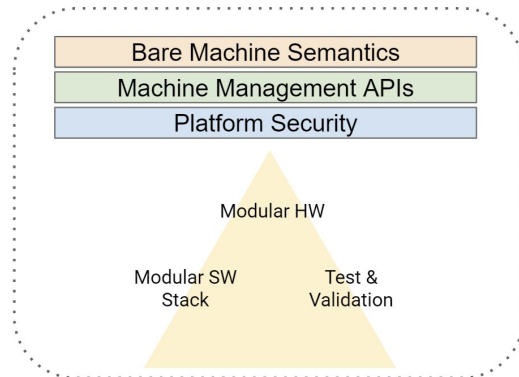 Bare Machine Semantics
Machine Management APIs
Platform Security
Modular HW
Modular SW
Stack
Test &
Validation